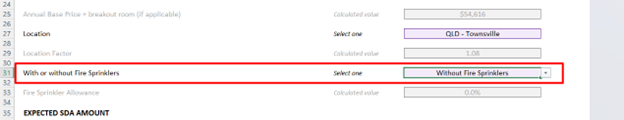 24
25 Annual Base Price + breakout room (if applicable) Calculated value $54,616
26
27 Location Select one QLD - Townsville
28
29 Location Factor Calculated value 1.08
30
31 With or without Fire Sprinklers Select one Without Fire Sprinklers
32
33 Fire Sprinkler Allowance Calculated value 0.0%
34
35 EXPECTED SDA AMOUNT